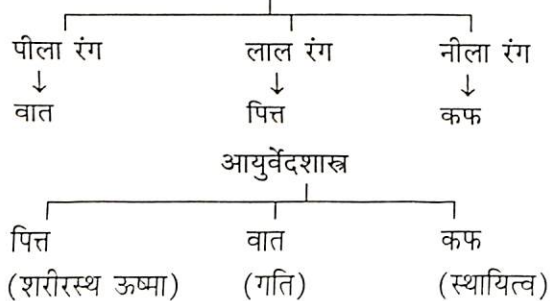 पीला रंग लाल रंग नीला रंग
वात पित्त कफ
आयुर्वेदशास्त्र
पित्त वात कफ
(शरीरस्थ ऊष्मा) (गति) (स्थायित्व)